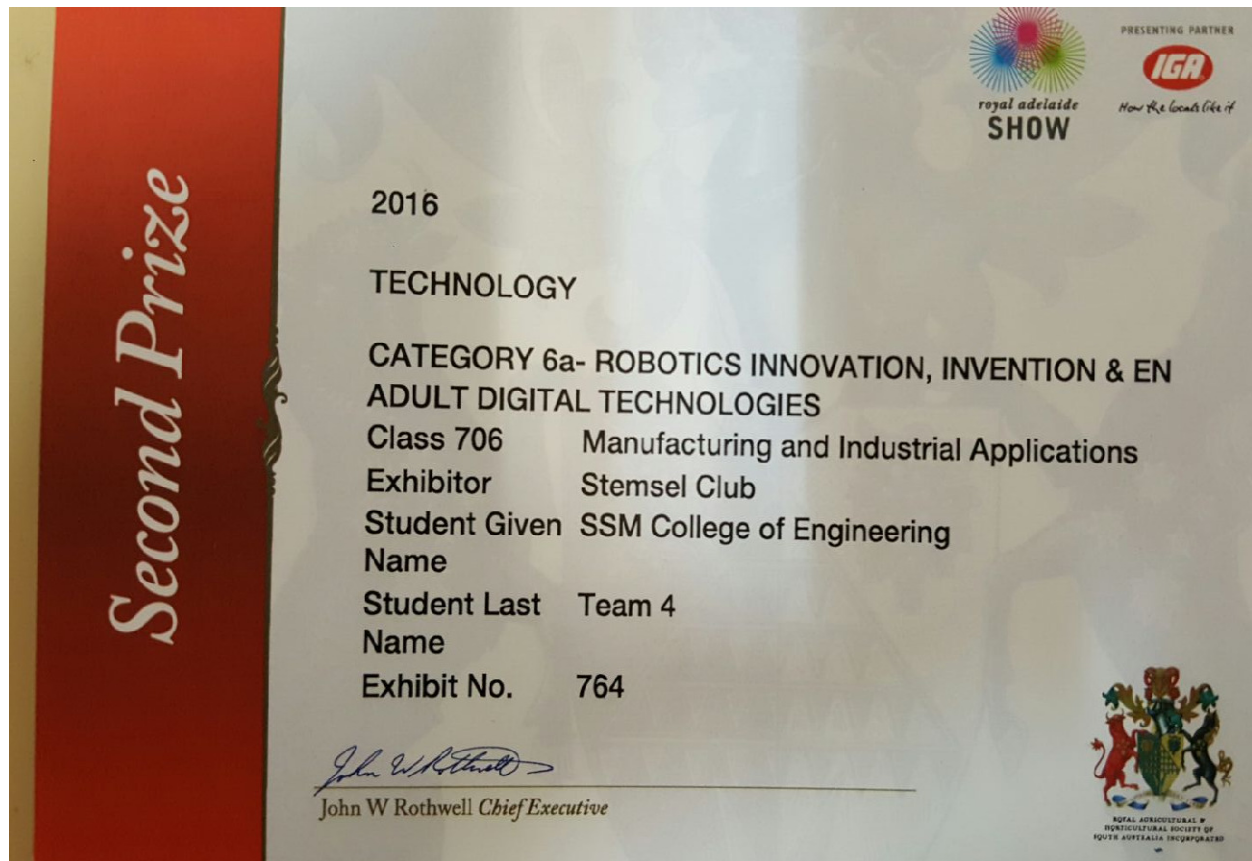 Second Prize
royal adelaide
SHOW
PRESENTING PARTNER
IGA
How the locals like it
2016
TECHNOLOGY
CATEGORY 6a- ROBOTICS INNOVATION, INVENTION & EN
ADULT DIGITAL TECHNOLOGIES
Class 706 Manufacturing and Industrial Applications
Exhibitor Stemsel Club
Student Given SSM College of Engineering
Name
Student Last Team 4
Name
Exhibit No. 764
John W Rothwell
John W Rothwell Chief Executive
ROYAL AGRICULTURAL &
HORTICULTURAL SOCIETY OF
SOUTH AUSTRALIA INCORPORATED